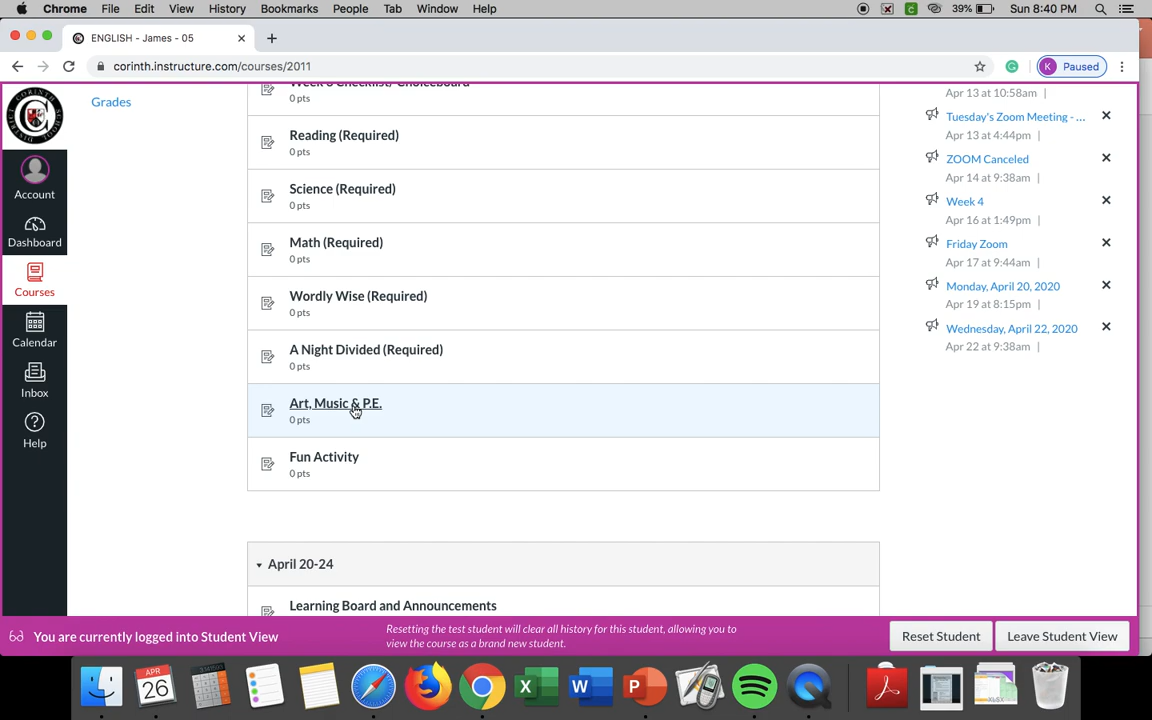 Chrome File Edit View History Bookmarks People Tab Window Help 39% Sun 8:40 PM
ENGLISH - James - 05
corinth.instructure.com/courses/2011 K Paused
Grades
Account
Dashboard
Courses
Calendar
Inbox
Help
0 pts
Reading (Required)
0 pts
Science (Required)
0 pts
Math (Required)
0 pts
Wordly Wise (Required)
0 pts
A Night Divided (Required)
0 pts
Art, Music & P.E.
0 pts
Fun Activity
0 pts
April 20-24
Learning Board and Announcements
Apr 13 at 10:58am |
Tuesday's Zoom Meeting - ...
Apr 13 at 4:44pm |
ZOOM Canceled
Apr 14 at 9:38am |
Week 4
Apr 16 at 1:49pm |
Friday Zoom
Apr 17 at 9:44am |
Monday, April 20, 2020
Apr 19 at 8:15pm |
Wednesday, April 22, 2020
Apr 22 at 9:38am |
You are currently logged into Student View
Resetting the test student will clear all history for this student, allowing you to
view the course as a brand new student.
Reset Student
Leave Student View
APR
26